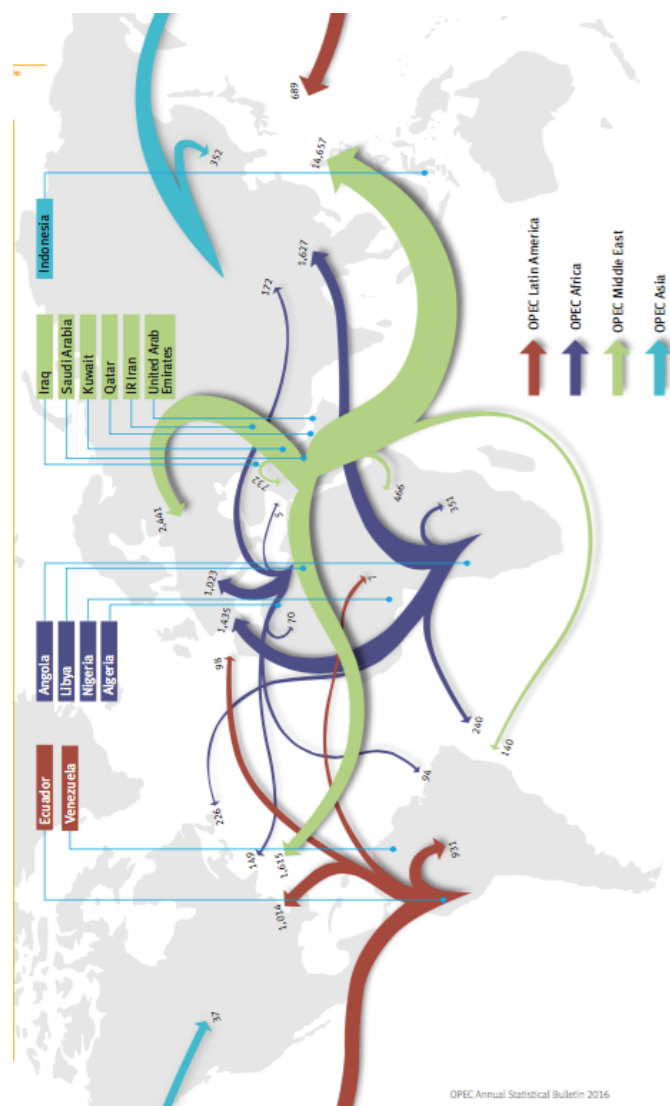 Ecuador
Venezuela
Angola
Libya
Nigeria
Algeria
Iraq
Saudi Arabia
Kuwait
Qatar
IR Iran
United Arab
Emirates
Indonesia
37
1,014
1,615
149
226
98
1,435
1,023
70
5
732
2,441
172
1,627
352
14,657
689
931
94
240
140
1
351
466
OPEC Latin America
OPEC Africa
OPEC Middle East
OPEC Asia
OPEC Annual Statistical Bulletin 2016